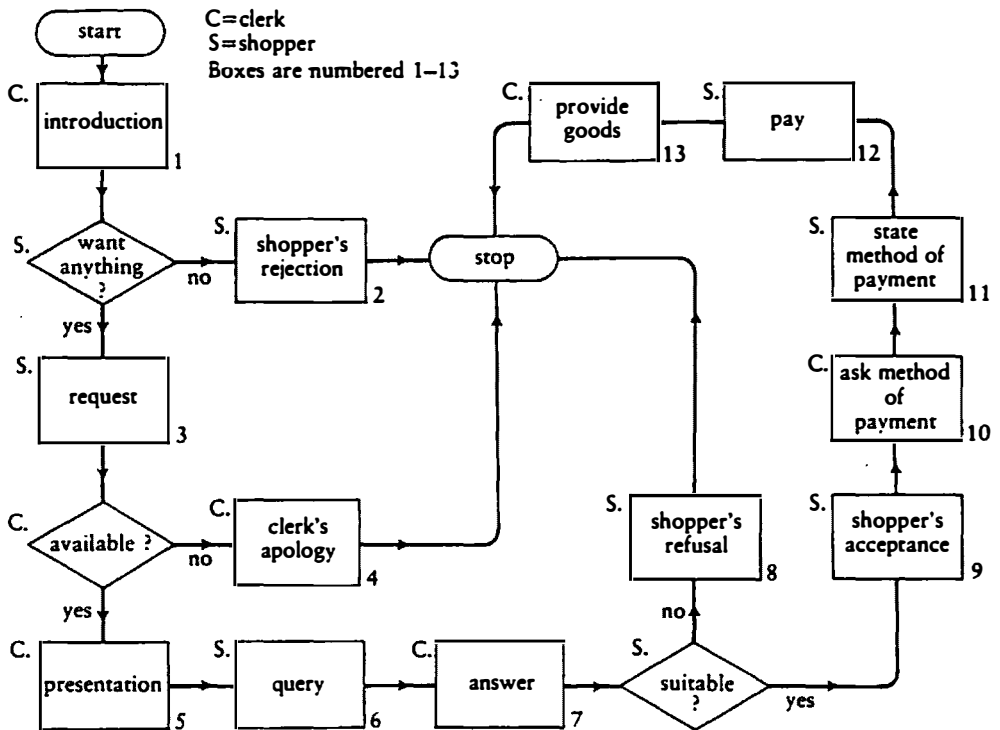 start
C=clerk
S=shopper
Boxes are numbered 1–13
C.
introduction
1
S.
want
anything
?
no
yes
S.
shopper's
rejection
2
stop
S.
request
3
C.
available ?
no
yes
C.
clerk's
apology
4
C.
presentation
5
S.
query
6
C.
answer
7
S.
suitable
?
no
yes
S.
shopper's
refusal
8
S.
shopper's
acceptance
9
C.
ask method
of
payment
10
S.
state
method of
payment
11
S.
pay
12
C.
provide
goods
13